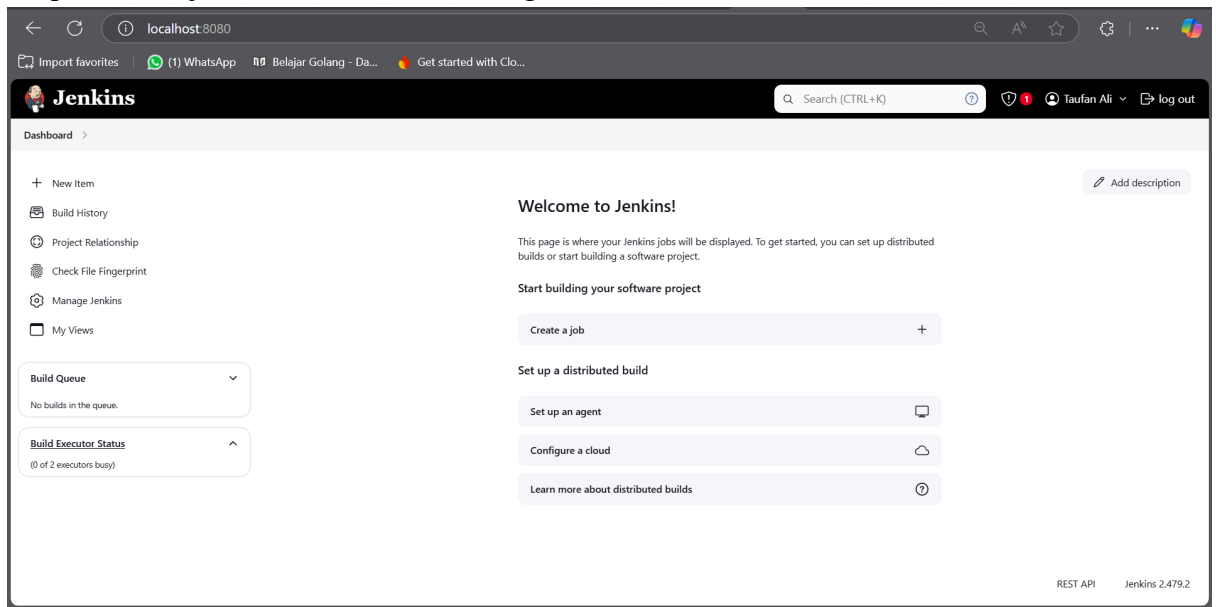 localhost:8080
Import favorites (1) WhatsApp Belajar Golang - Da... Get started with Clo...
Jenkins Search (CTRL+K) 1 Taufan Ali log out
Dashboard
New Item
Build History
Project Relationship
Check File Fingerprint
Manage Jenkins
My Views
Build Queue
No builds in the queue.
Build Executor Status
(0 of 2 executors busy)
Add description
Welcome to Jenkins!
This page is where your Jenkins jobs will be displayed. To get started, you can set up distributed
builds or start building a software project.
Start building your software project
Create a job
Set up a distributed build
Set up an agent
Configure a cloud
Learn more about distributed builds
REST API Jenkins 2.479.2